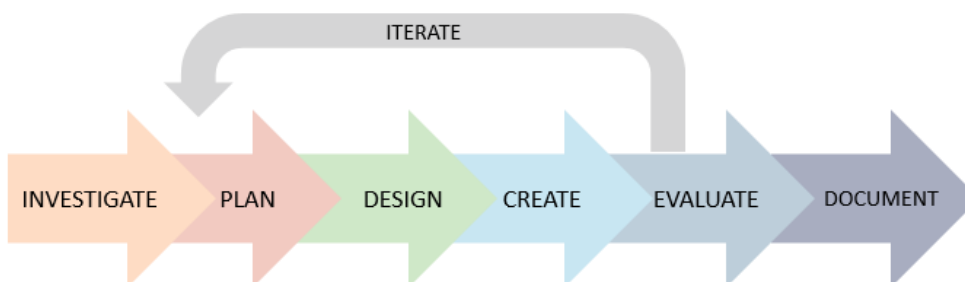 ITERATE
INVESTIGATE
PLAN
DESIGN
CREATE
EVALUATE
DOCUMENT